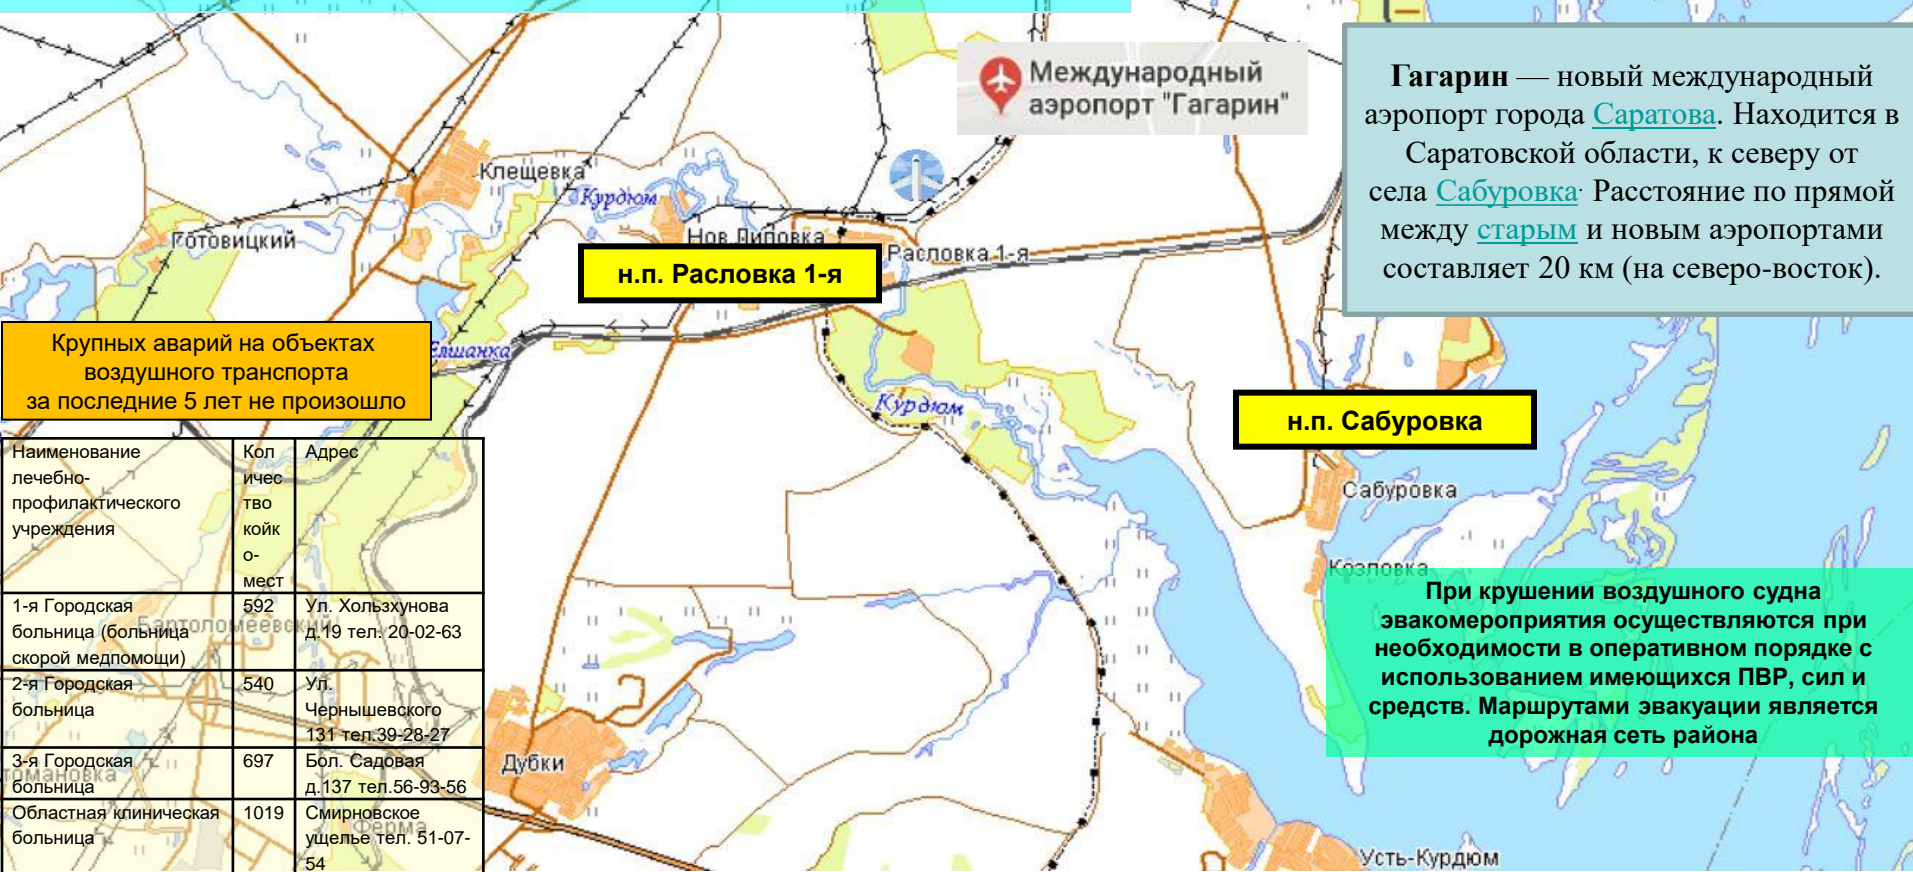 Международный
аэропорт "Гагарин"
Гагарин — новый международный
аэропорт города Саратова. Находится в
Саратовской области, к северу от
села Сабуровка. Расстояние по прямой
между старым и новым аэропортами
составляет 20 км (на северо-восток).
Клещевка
Курдюм
Готовицкий
Нов.Липовка
Расловка 1-я
н.п. Расловка 1-я
Крупных аварий на объектах
воздушного транспорта
за последние 5 лет не произошло
Елшанка
Курдюм
н.п. Сабуровка
Сабуровка
Козловка
Наименование
лечебно-
профилактического
учреждения
Кол
ичес
тво
койк
о-
мест
Адрес
1-я Городская
больница (больница
скорой медпомощи)
592
Ул. Хользхунова
д.19 тел. 20-02-63
Бартоломеевский
2-я Городская
больница
540
Ул.
Чернышевского
131 тел.39-28-27
3-я Городская
больница
697
Бол. Садовая
д.137 тел.56-93-56
Областная клиническая
больница
1019
Смирновское
ущелье тел. 51-07-
54
Ферма
Дубки
При крушении воздушного судна
эвакомероприятия осуществляются при
необходимости в оперативном порядке с
использованием имеющихся ПВР, сил и
средств. Маршрутами эвакуации является
дорожная сеть района
Усть-Курдюм